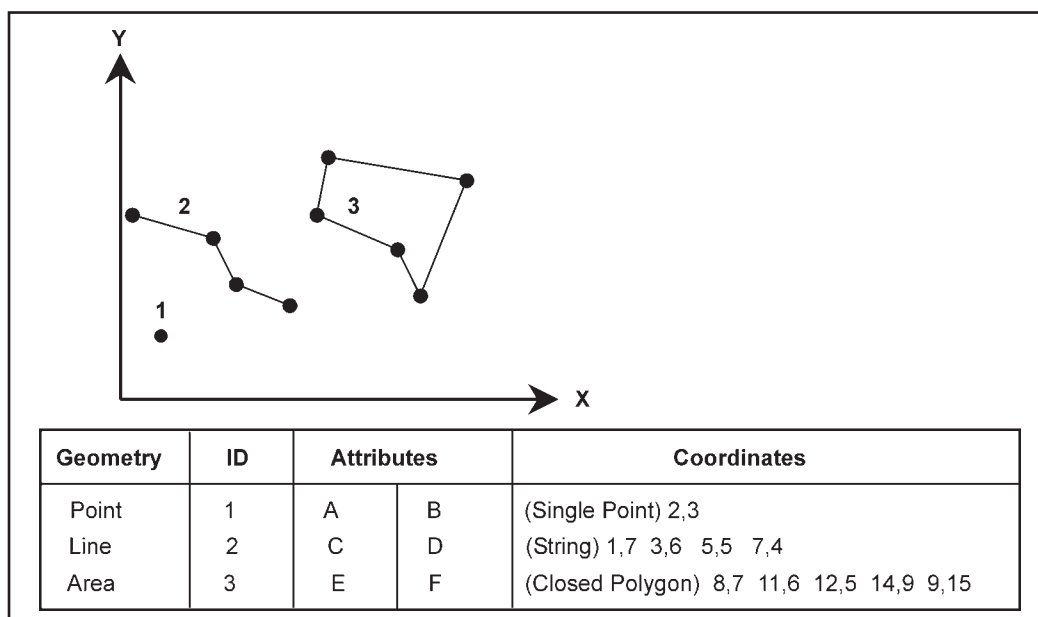 Y
2
3
1
X
Geometry ID Attributes Coordinates
Point 1 A B (Single Point) 2,3
Line 2 C D (String) 1,7 3,6 5,5 7,4
Area 3 E F (Closed Polygon) 8,7 11,6 12,5 14,9 9,15